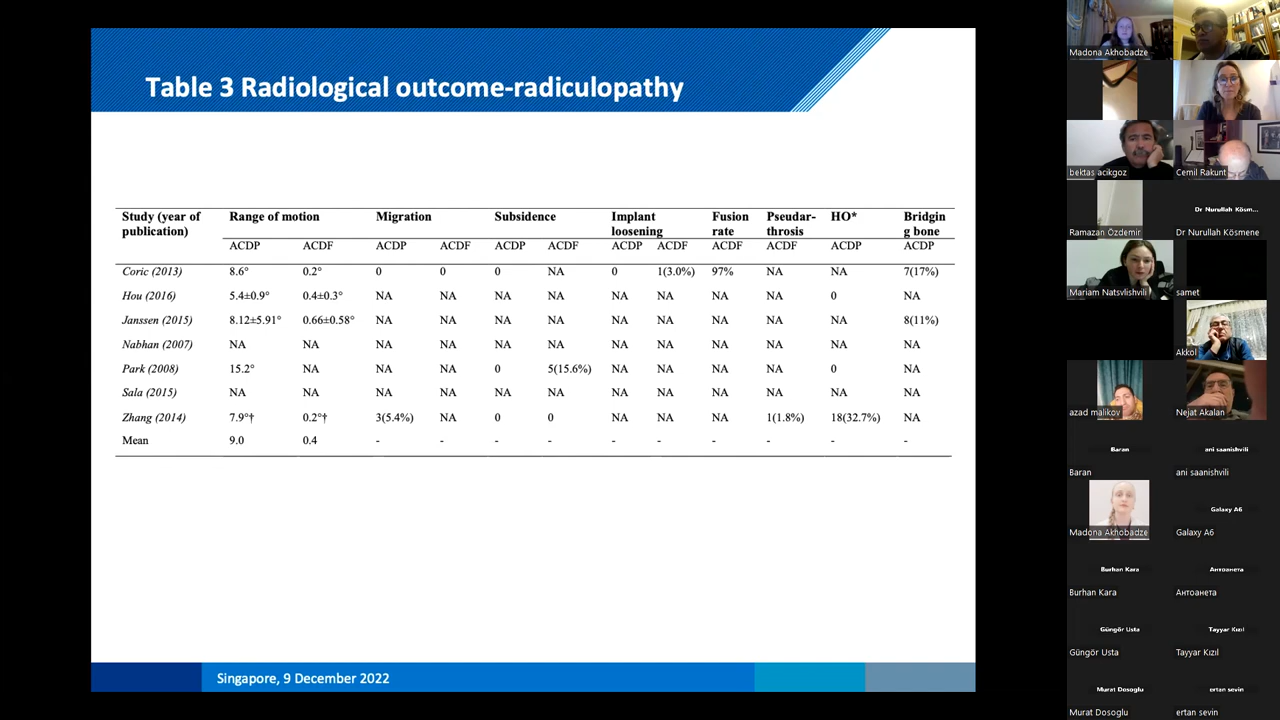 Table 3 Radiological outcome-radiculopathy
Study (year of publication) Range of motion Migration Subsidence Implant loosening Fusion rate Pseudar-throsis HO* Bridging bone
ACDP ACDF ACDP ACDF ACDP ACDF ACDP ACDF ACDF ACDF ACDP ACDP
Coric (2013) 8.6° 0.2° 0 0 0 NA 0 1(3.0%) 97% NA NA 7(17%)
Hou (2016) 5.4±0.9° 0.4±0.3° NA NA NA NA NA NA NA NA 0 NA
Janssen (2015) 8.12±5.91° 0.66±0.58° NA NA NA NA NA NA NA NA NA 8(11%)
Nabhan (2007) NA NA NA NA NA NA NA NA NA NA NA NA
Park (2008) 15.2° NA NA NA 0 5(15.6%) NA NA NA NA 0 NA
Sala (2015) NA NA NA NA NA NA NA NA NA NA NA NA
Zhang (2014) 7.9°† 0.2°† 3(5.4%) NA 0 0 NA NA NA 1(1.8%) 18(32.7%) NA
Mean 9.0 0.4 - - - - - - - - - -
Singapore, 9 December 2022
Madona Akhobadze
bektas acikgoz
Cemil Rakunt
Dr Nurullah Kösm...
Ramazan Özdemir
Dr Nurullah Kösmene
Mariam Natsvlishvili
samet
Akkol
azad malikov
Nejat Akalan
Baran
ani saanishvili
Baran
ani saanishvili
Galaxy A6
Madona Akhobadze
Galaxy A6
Burhan Kara
Антоанета
Burhan Kara
Антоанета
Güngör Usta
Tayyar Kızıl
Güngör Usta
Tayyar Kızıl
Murat Dosoglu
ertan sevin
Murat Dosoglu
ertan sevin